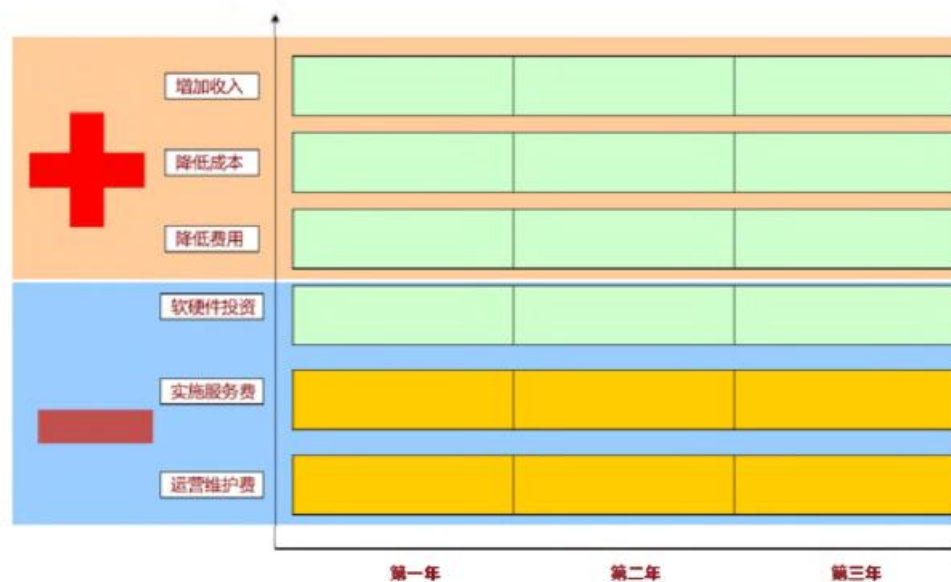 增加收入
降低成本
降低费用
软硬件投资
实施服务费
运营维护费
第一年 第二年 第三年